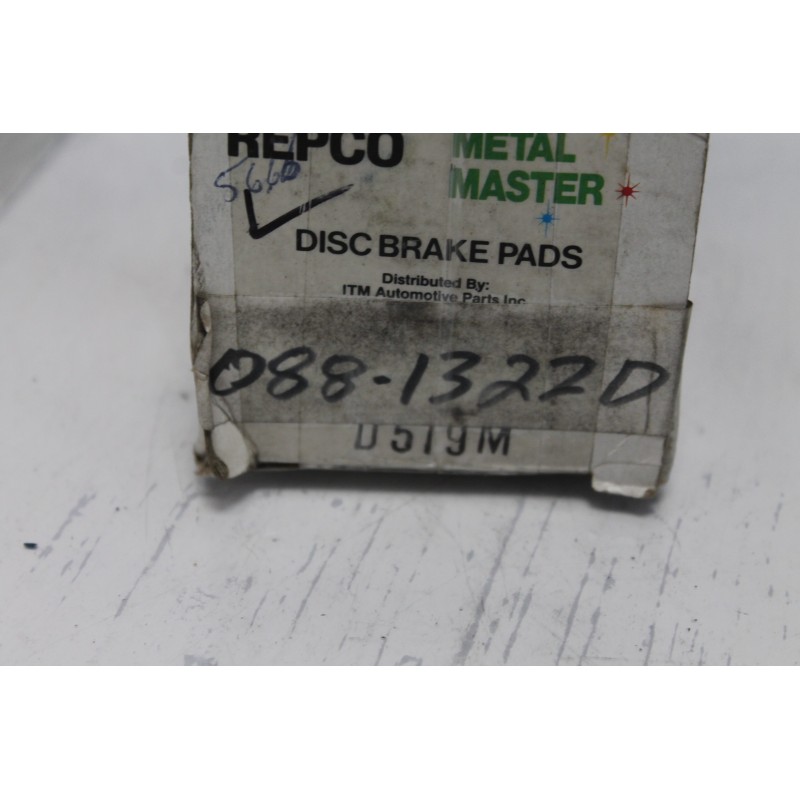 REPCO METAL
MASTER
DISC BRAKE PADS
Distributed By:
ITM Automotive Parts Inc.
088-1322D
D519M